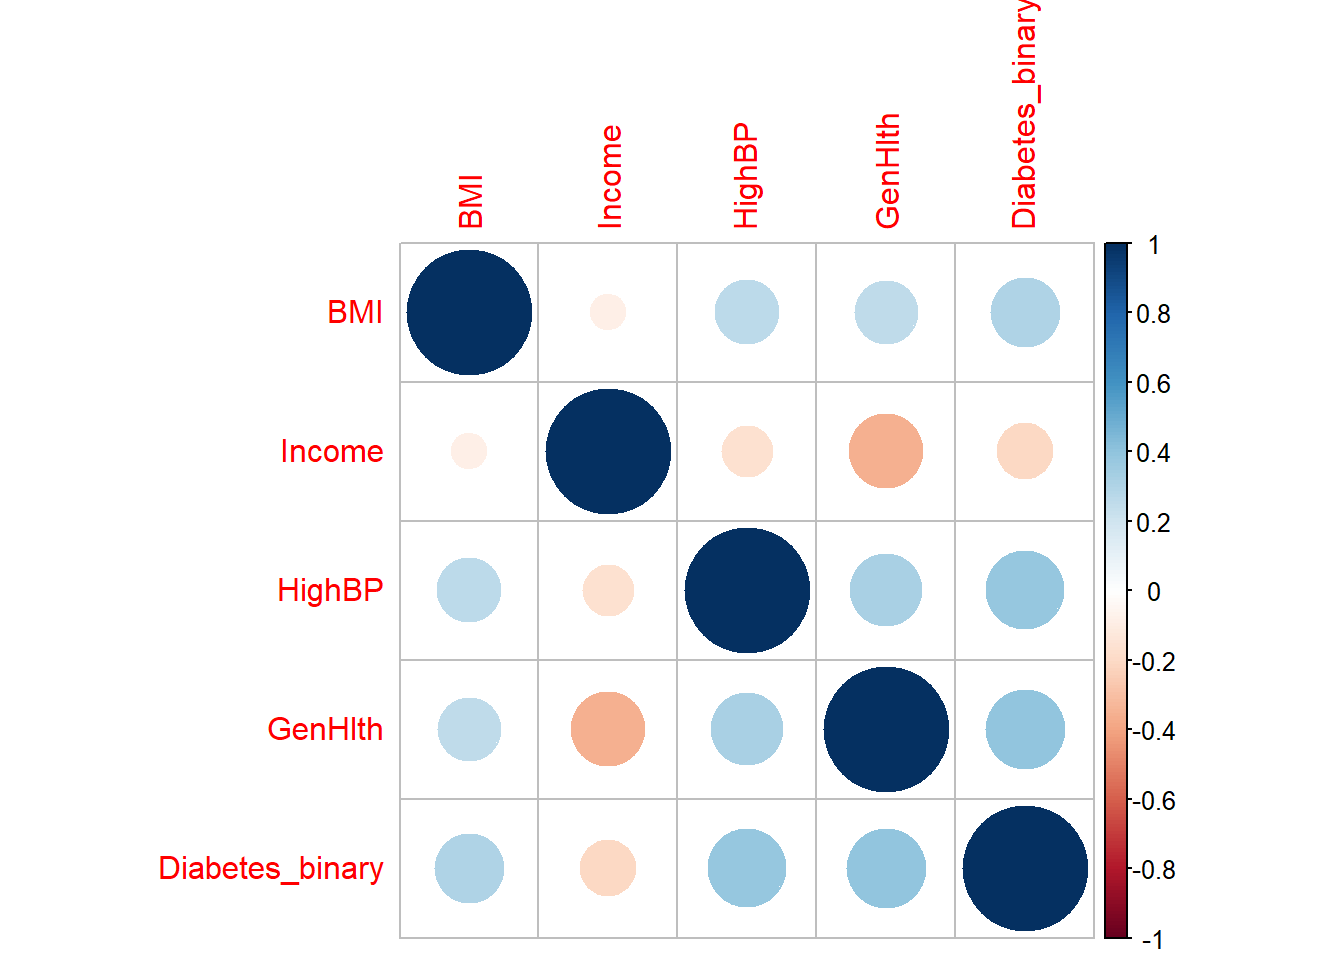 BMI
Income
HighBP
GenHlth
Diabetes_binary
BMI
Income
HighBP
GenHlth
Diabetes_binary
1
0.8
0.6
0.4
0.2
0
-0.2
-0.4
-0.6
-0.8
-1